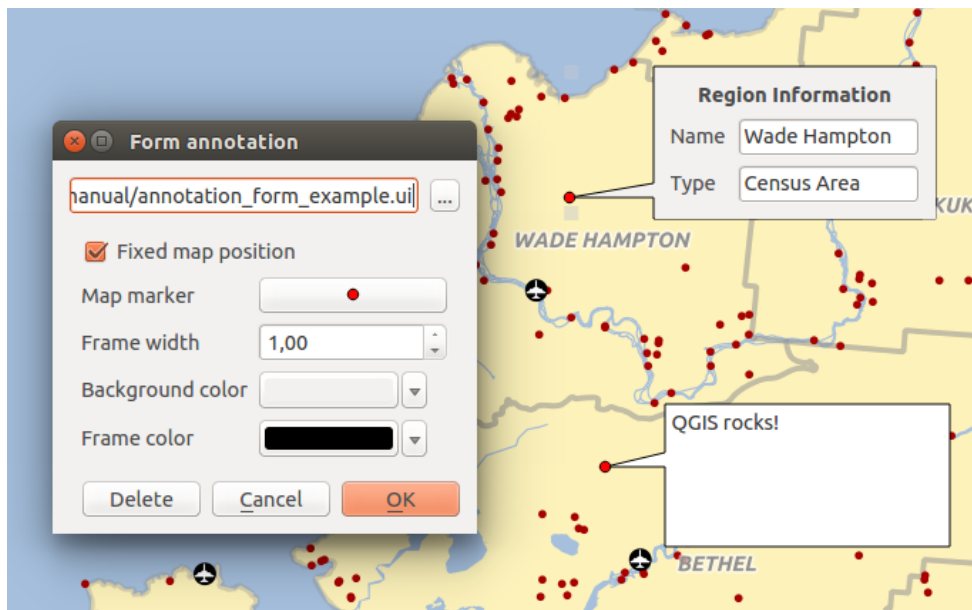 Form annotation
nanual/annotation_form_example.ui
...
Fixed map position
Map marker
Frame width
1,00
Background color
Frame color
Delete
Cancel
OK
Region Information
Name
Wade Hampton
Type
Census Area
KUK
WADE HAMPTON
QGIS rocks!
BETHEL